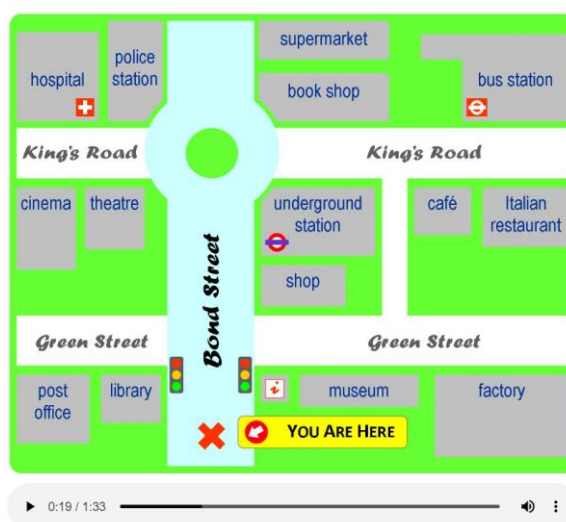 supermarket
police
station
hospital
book shop
bus station
King's Road
King's Road
cinema
theatre
underground
station
café
Italian
restaurant
shop
Bond Street
Green Street
Green Street
post
office
library
i
museum
factory
YOU ARE HERE
0:19 / 1:33